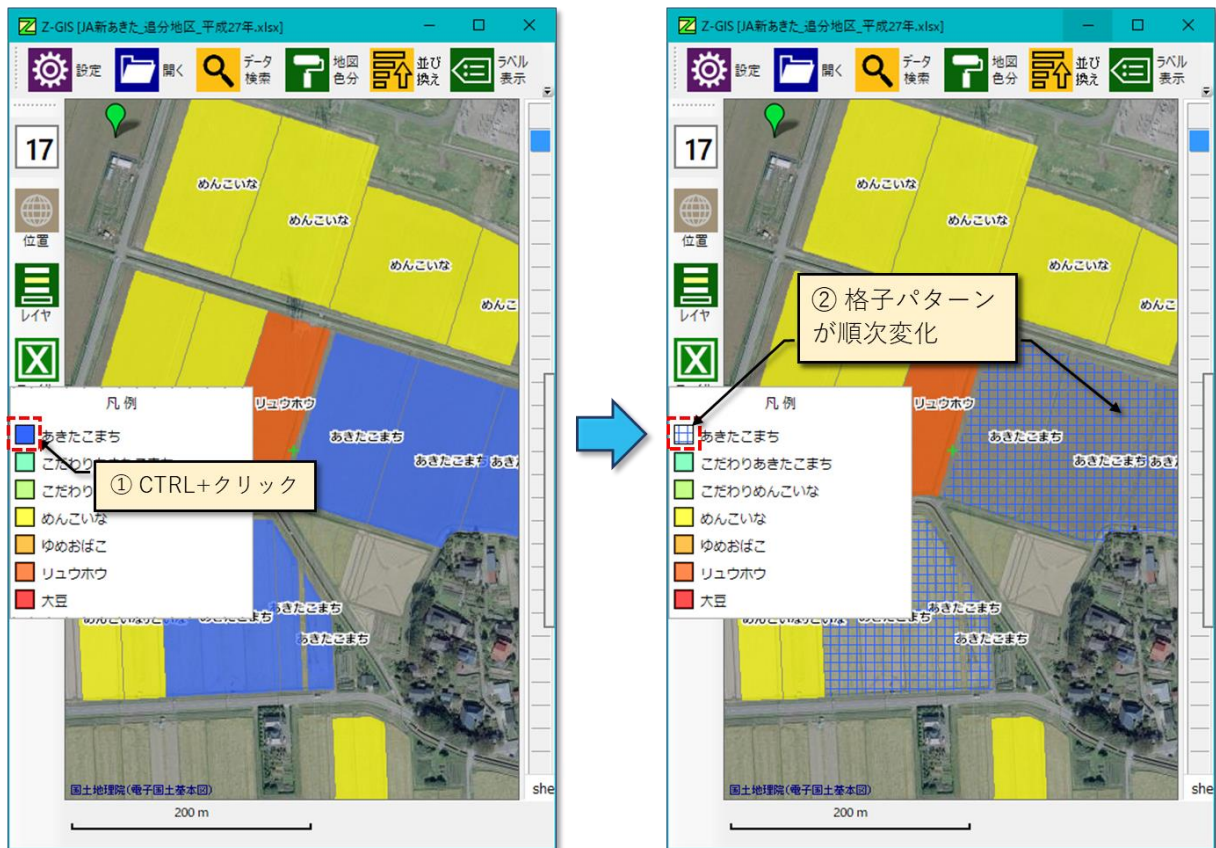 Z-GIS [JA新あきた_追分地区_平成27年.xlsx]
設定
開く
データ
検索
地図
色分
並び
換え
ラベル
表示
17
位置
レイヤ
めんこいな
めんこいな
めんこいな
めんこ
リュウホウ
あきたこまち
あきたこまち
あき
凡例
あきたこまち
こだわり
こだわり
めんこいな
ゆめおばこ
リュウホウ
大豆
① CTRL+クリック
あきたこまち
あきたこまち
あきたこまち
国土地理院(電子国土基本図)
she
200 m
Z-GIS [JA新あきた_追分地区_平成27年.xlsx]
設定
開く
データ
検索
地図
色分
並び
換え
ラベル
表示
17
位置
レイヤ
めんこいな
めんこいな
めんこいな
めんこ
② 格子パターン
が順次変化
リュウホウ
あきたこまち
あきたこまち
あき
凡例
あきたこまち
こだわりあきたこまち
こだわりめんこいな
めんこいな
ゆめおばこ
リュウホウ
大豆
あきたこまち
あきたこまち
あきたこまち
国土地理院(電子国土基本図)
she
200 m